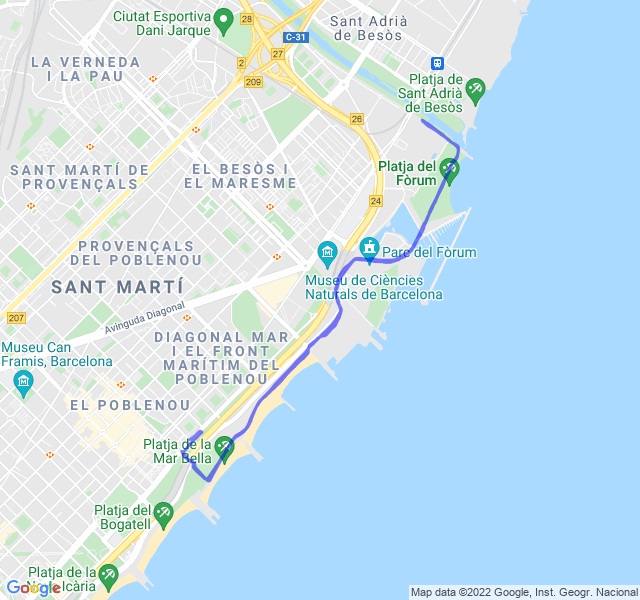 Ciutat Esportiva
Dani Jarque
28
C-31
27
Sant Adrià
de Besòs
LA VERNEDA
I LA PAU
2
209
Platja de
Sant Adrià
de Besòs
26
SANT MARTÍ DE
PROVENÇALS
EL BESÒS I
EL MARESME
Platja del
Fòrum
24
PROVENÇALS
DEL POBLENOU
Parc del Fòrum
SANT MARTÍ
Museu de Ciències
Naturals de Barcelona
207
Avinguda Diagonal
Museu Can
Framis, Barcelona
DIAGONAL MAR
I EL FRONT
MARÍTIM DEL
POBLENOU
EL POBLENOU
Platja de la
Mar Bella
Platja del
Bogatell
Platja de la
Icària
Google
Map data ©2022 Google, Inst. Geogr. Nacional